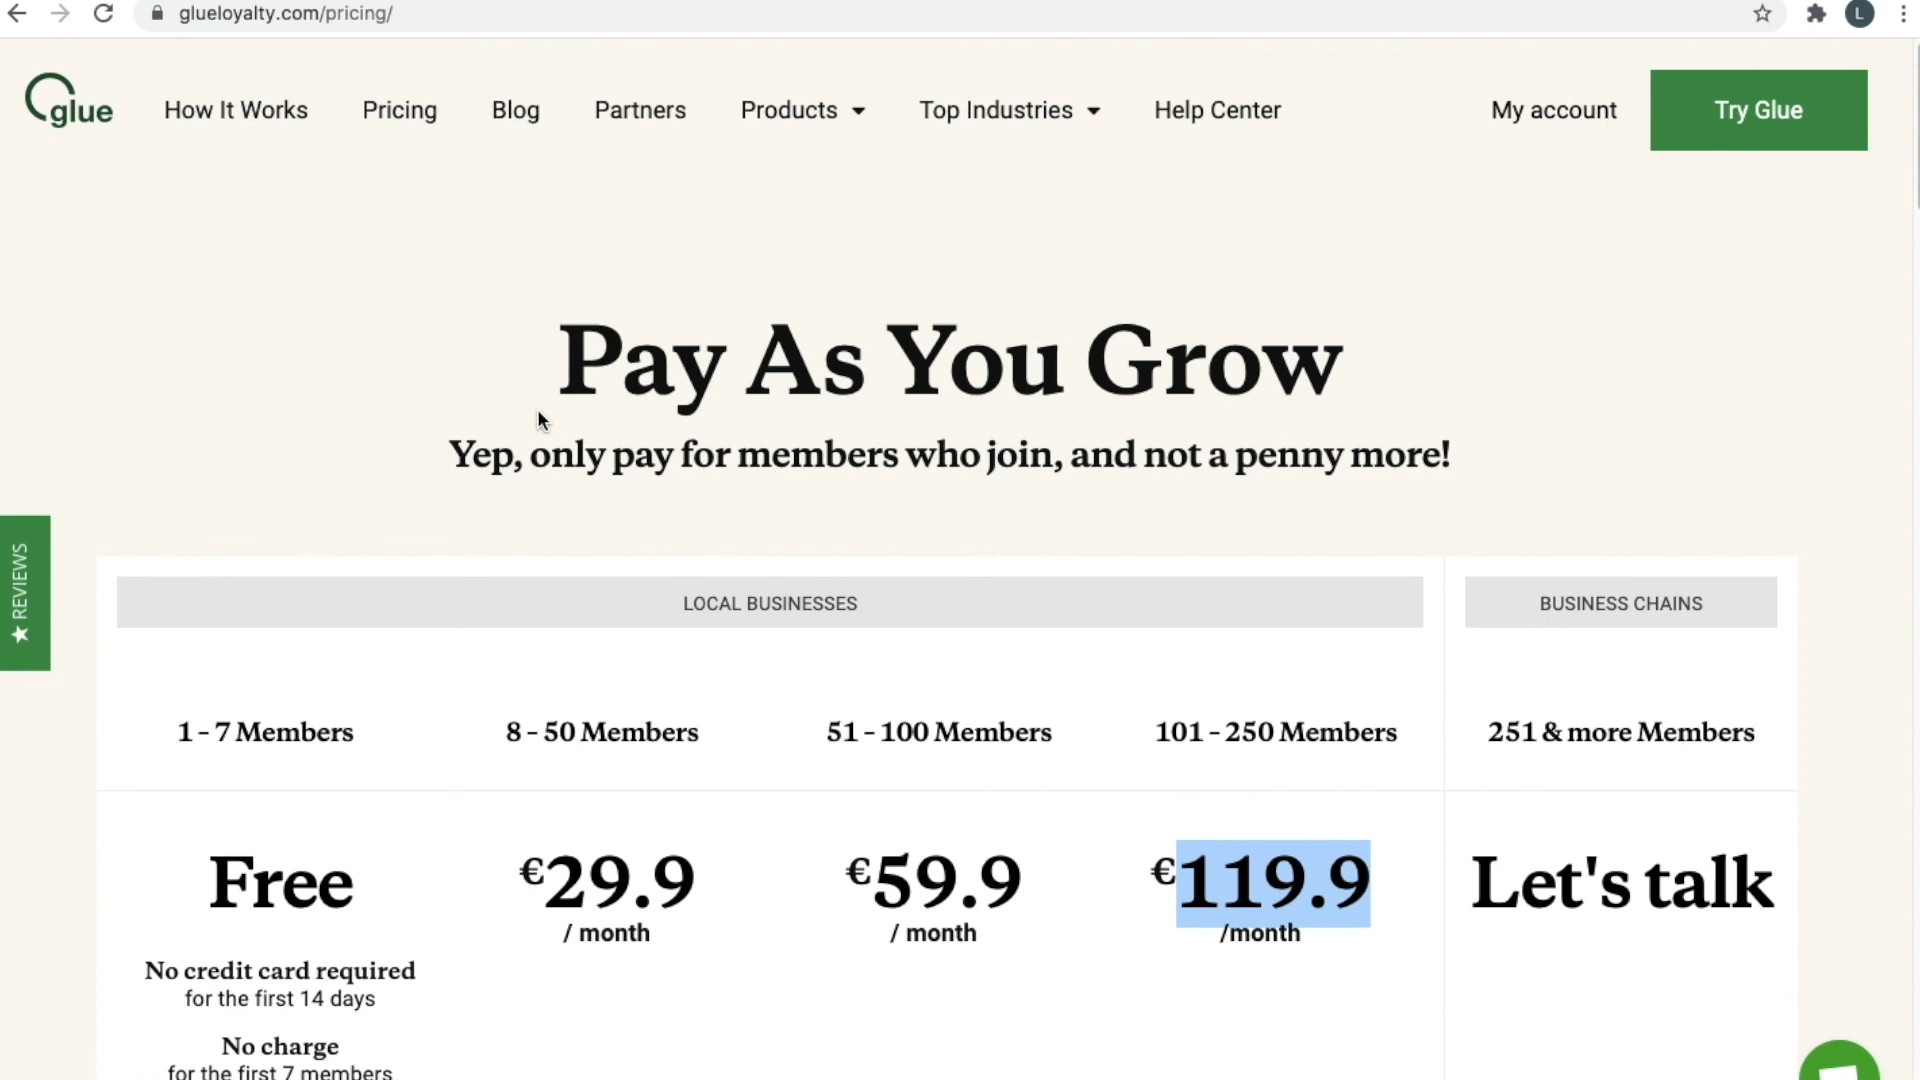 glueloyalty.com/pricing/
L
glue
How It Works
Pricing
Blog
Partners
Products
Top Industries
Help Center
My account
Try Glue
Pay As You Grow
Yep, only pay for members who join, and not a penny more!
★ REVIEWS
LOCAL BUSINESSES
BUSINESS CHAINS
1 - 7 Members
8 - 50 Members
51 - 100 Members
101 - 250 Members
251 & more Members
Free
€29.9
/ month
€59.9
/ month
€119.9
/month
Let's talk
No credit card required
for the first 14 days
No charge
for the first 7 members